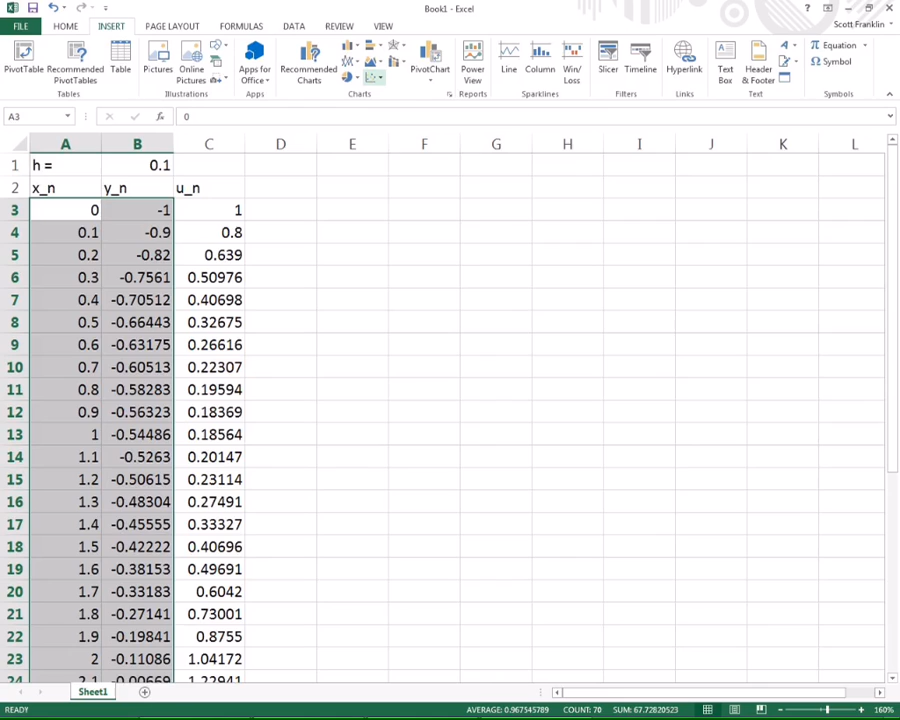 Book1 - Excel
FILE HOME INSERT PAGE LAYOUT FORMULAS DATA REVIEW VIEW Scott Franklin
PivotTable Recommended PivotTables Table Pictures Online Pictures Apps for Apps Recommended Charts PivotChart Power View Line Column Win/Loss Slicer Timeline Hyperlink Text Box Header & Footer Equation Symbol
Tables Illustrations Apps Charts Reports Sparklines Filters Links Text Symbols
A3 fx 0
A B C D E F G H I J K L
1 h = 0.1
2 x_n y_n u_n
3 0 -1 1
4 0.1 -0.9 0.8
5 0.2 -0.82 0.639
6 0.3 -0.7561 0.50976
7 0.4 -0.70512 0.40698
8 0.5 -0.66443 0.32675
9 0.6 -0.63175 0.26616
10 0.7 -0.60513 0.22307
11 0.8 -0.58283 0.19594
12 0.9 -0.56323 0.18369
13 1 -0.54486 0.18564
14 1.1 -0.5263 0.20147
15 1.2 -0.50615 0.23114
16 1.3 -0.48304 0.27491
17 1.4 -0.45555 0.33327
18 1.5 -0.42222 0.40696
19 1.6 -0.38153 0.49691
20 1.7 -0.33183 0.6042
21 1.8 -0.27141 0.73001
22 1.9 -0.19841 0.8755
23 2 -0.11086 1.04172
24 2.1 -0.00669 1.22941
Sheet1
READY AVERAGE: 0.967545789 COUNT: 70 SUM: 67.72820523 160%